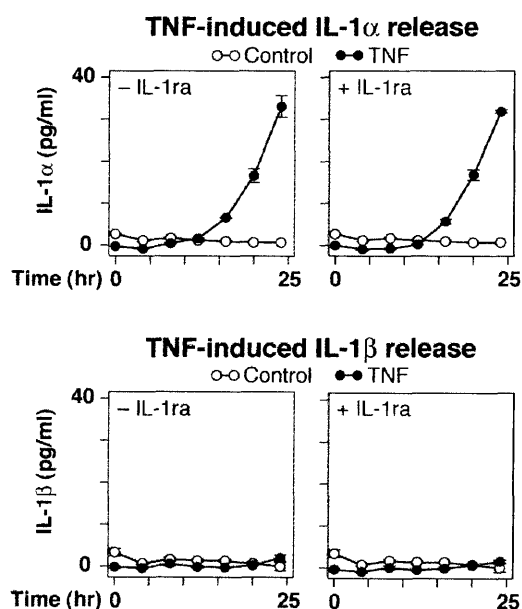 TNF-induced IL-1α release
Control TNF
– IL-1ra + IL-1ra
40
0
IL-1α (pg/ml)
Time (hr) 0 25 0 25
TNF-induced IL-1β release
Control TNF
– IL-1ra + IL-1ra
40
0
IL-1β (pg/ml)
Time (hr) 0 25 0 25